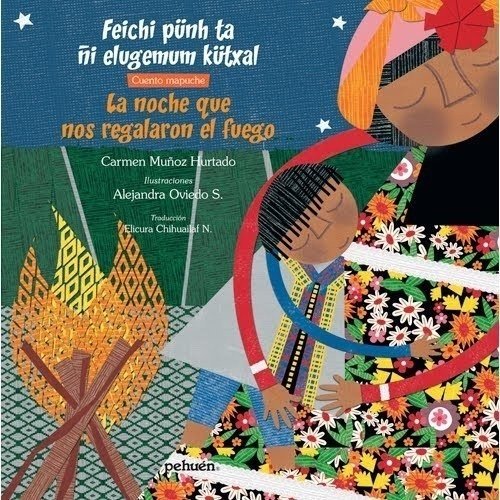 Feichi pünh ta
ñi elugemum kütxal
Cuento mapuche
La noche que
nos regalaron el fuego
Carmen Muñoz Hurtado
Ilustraciones
Alejandra Oviedo S.
Traducción
Elicura Chihuailaf N.
pehuén